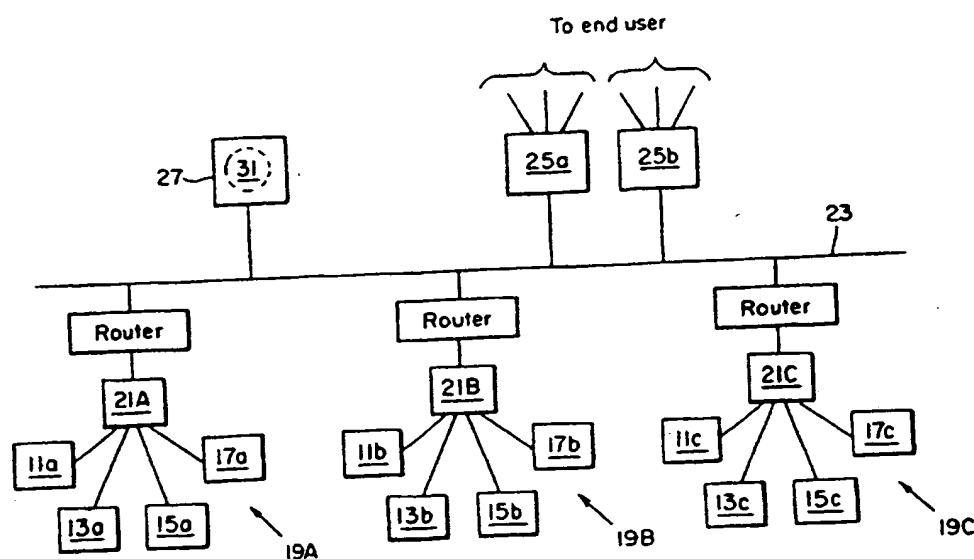 To end user
27
31
25a
25b
23
Router
Router
Router
21A
21B
21C
11a
17a
11b
17b
11c
17c
13a
15a
13b
15b
13c
15c
19A
19B
19C